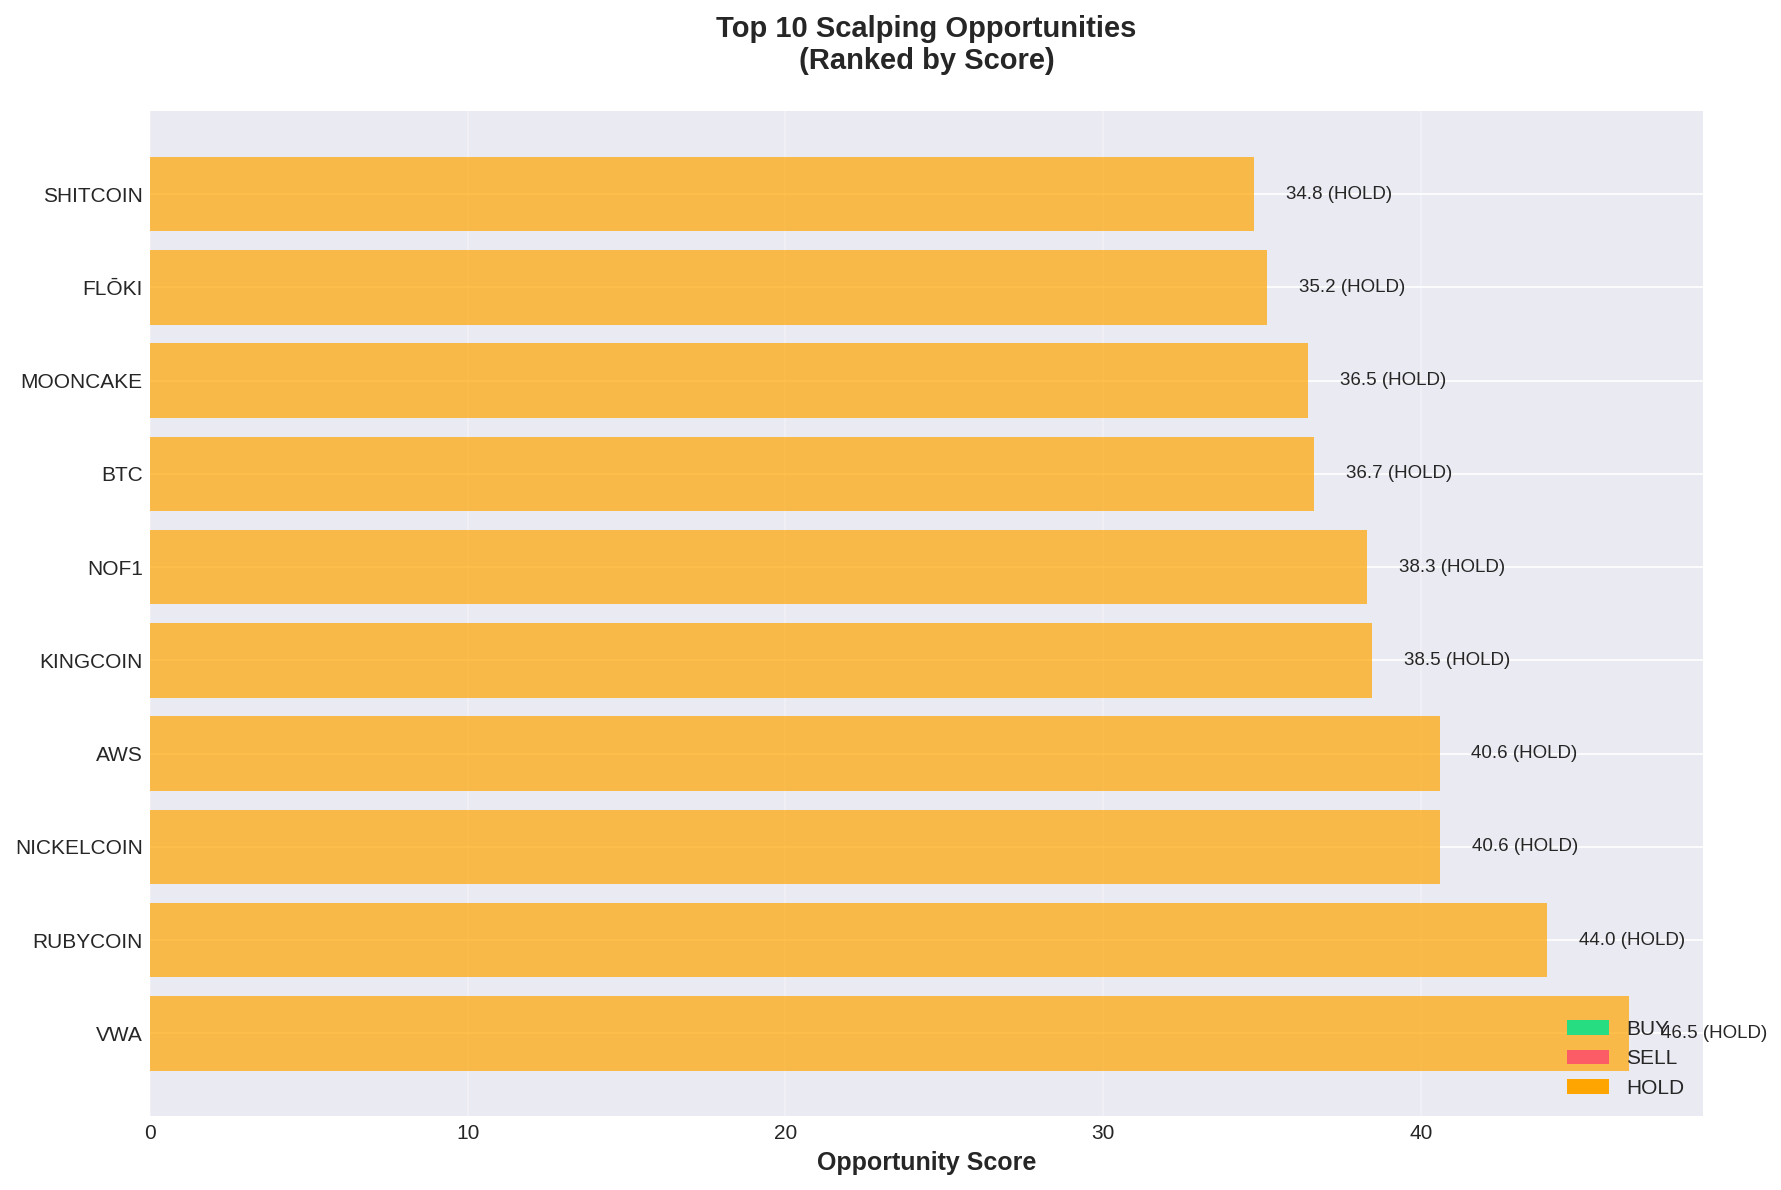 Top 10 Scalping Opportunities
(Ranked by Score)
SHITCOIN
34.8 (HOLD)
FLŌKI
35.2 (HOLD)
MOONCAKE
36.5 (HOLD)
BTC
36.7 (HOLD)
NOF1
38.3 (HOLD)
KINGCOIN
38.5 (HOLD)
AWS
40.6 (HOLD)
NICKELCOIN
40.6 (HOLD)
RUBYCOIN
44.0 (HOLD)
VWA
46.5 (HOLD)
BUY
SELL
HOLD
0 10 20 30 40
Opportunity Score